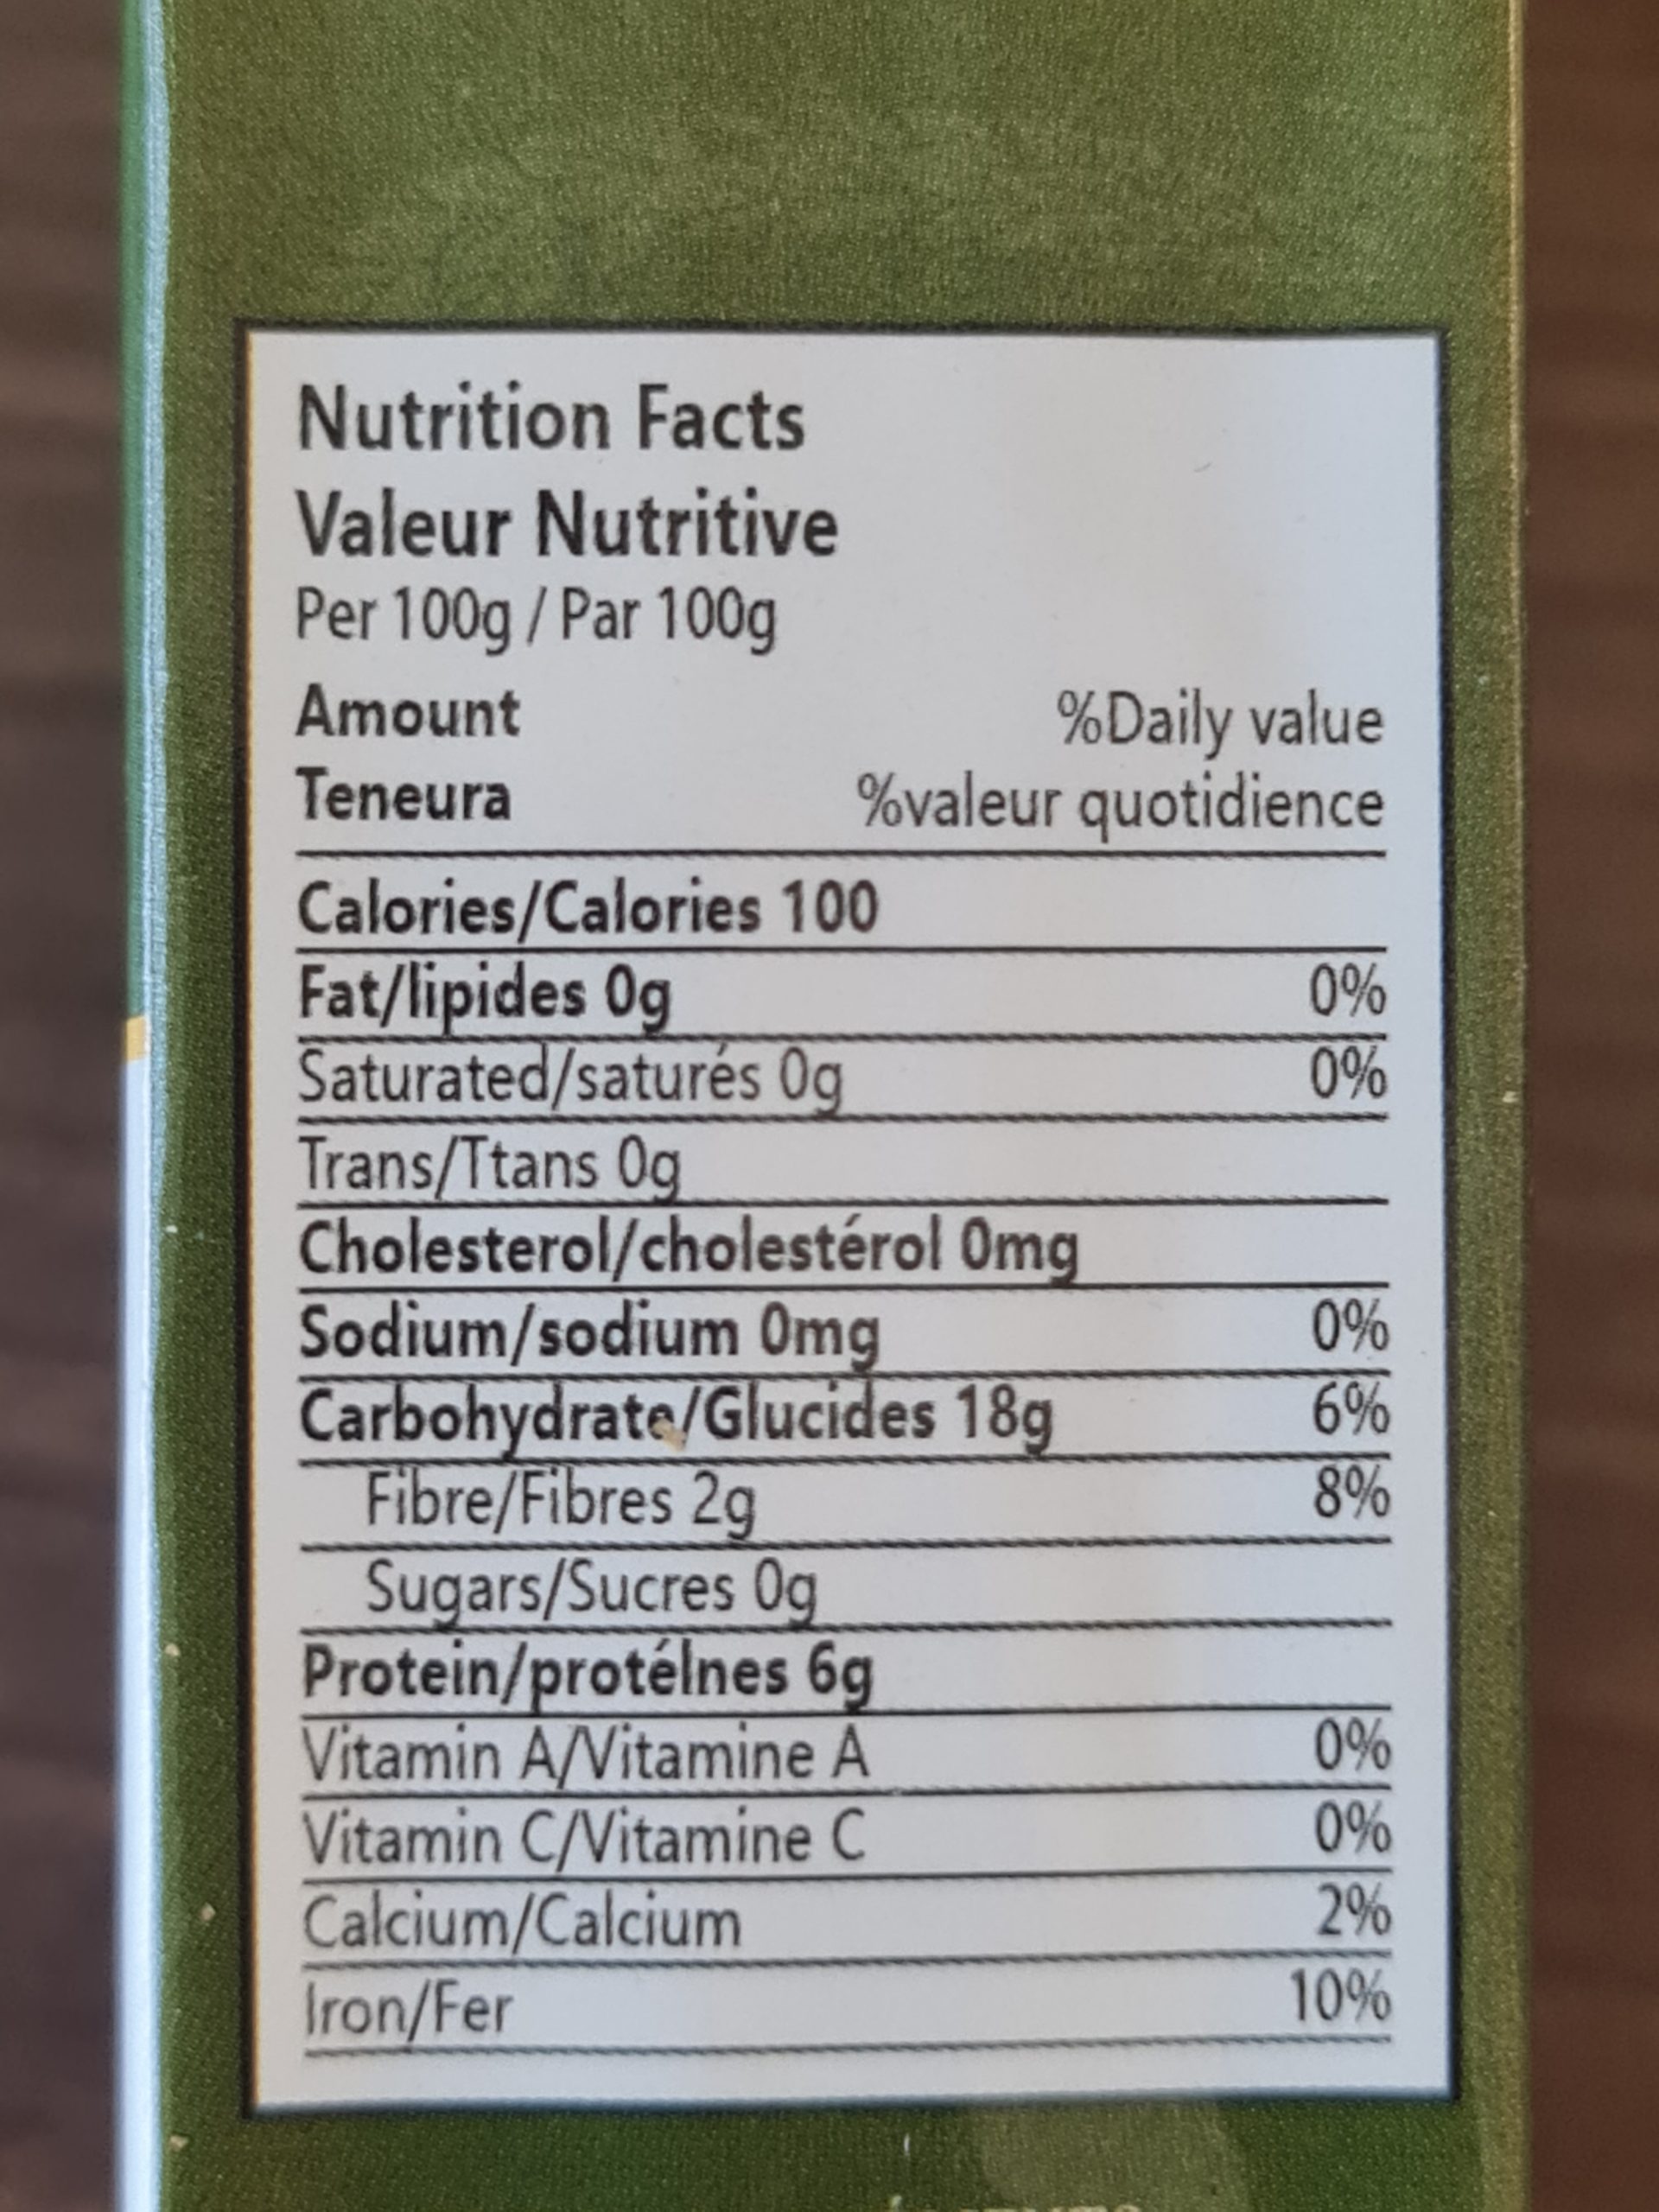 Nutrition Facts
Valeur Nutritive
Per 100g / Par 100g
Amount %Daily value
Teneura %valeur quotidience
Calories/Calories 100
Fat/lipides 0g 0%
Saturated/saturés 0g 0%
Trans/Ttans 0g
Cholesterol/cholestérol 0mg
Sodium/sodium 0mg 0%
Carbohydrate/Glucides 18g 6%
Fibre/Fibres 2g 8%
Sugars/Sucres 0g
Protein/protélnes 6g
Vitamin A/Vitamine A 0%
Vitamin C/Vitamine C 0%
Calcium/Calcium 2%
Iron/Fer 10%